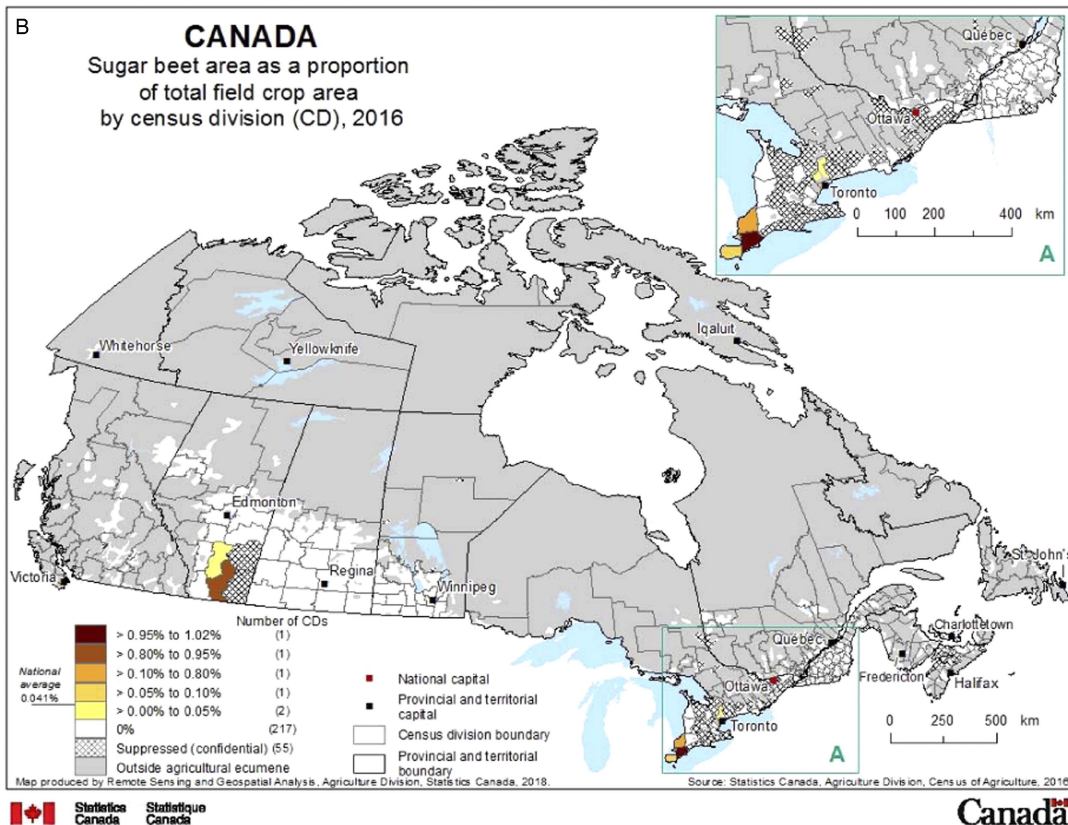 B
CANADA
Sugar beet area as a proportion
of total field crop area
by census division (CD), 2016
Québec
Ottawa
Toronto
0 100 200 400 km
A
Iqaluit
Whitehorse
Yellowknife
Edmonton
Victoria
Regina
Winnipeg
St. John's
Charlottetown
Québec
Fredericton
Halifax
Ottawa
Toronto
A
0 250 500
km
Number of CDs
> 0.95% to 1.02% (1)
> 0.80% to 0.95% (1)
> 0.10% to 0.80% (1)
> 0.05% to 0.10% (1)
> 0.00% to 0.05% (2)
0% (217)
Suppressed (confidential) (55)
Outside agricultural ecumene
National
average
0.041%
National capital
Provincial and territorial
capital
Census division boundary
Provincial and territorial
boundary
Map produced by Remote Sensing and Geospatial Analysis, Agriculture Division, Statistics Canada, 2018.
Source: Statistics Canada, Agriculture Division, Census of Agriculture, 2016
Statistics Statistique
Canada Canada
Canada